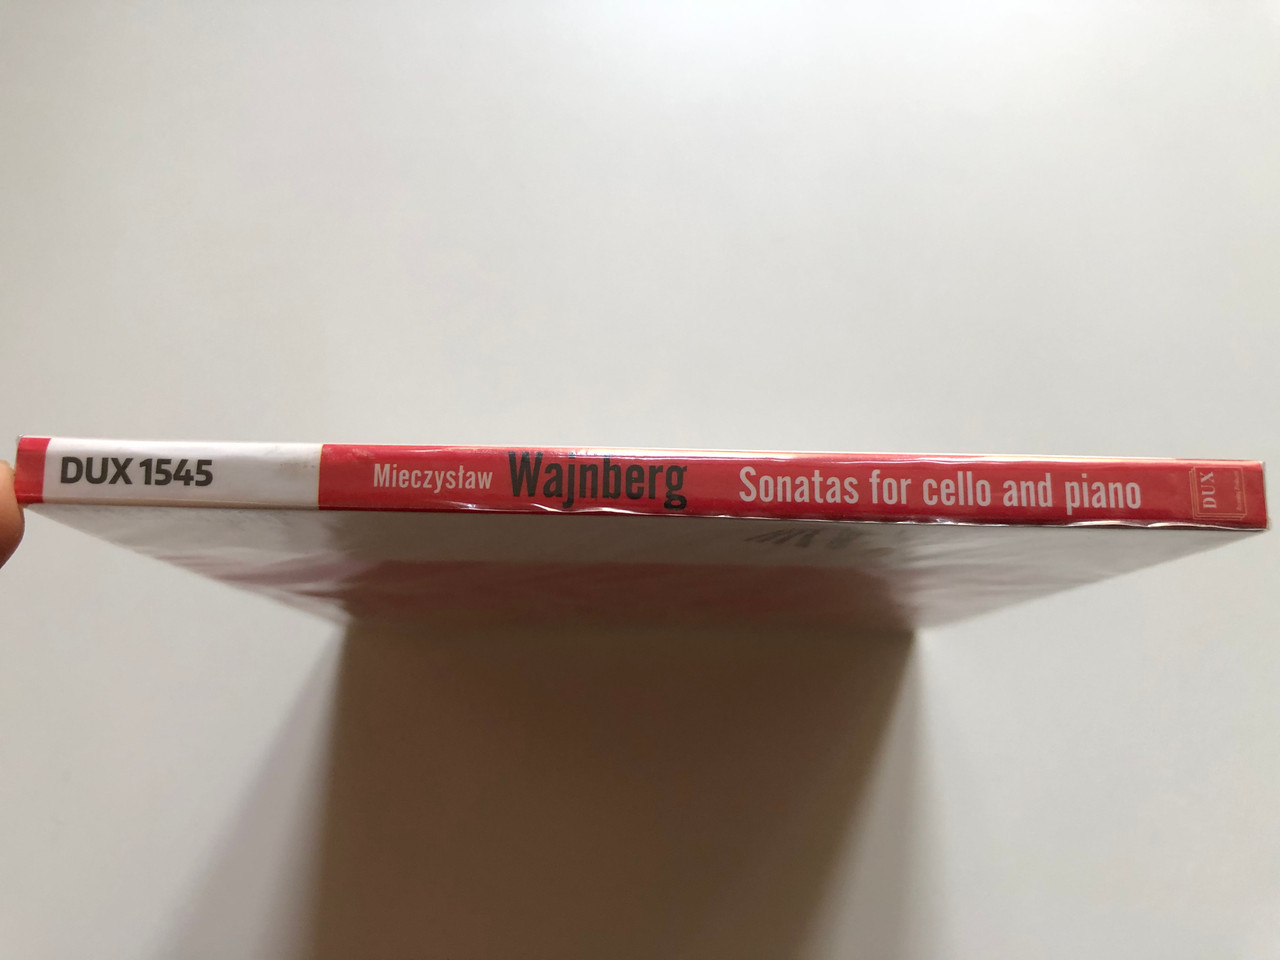 DUX 1545 Mieczysław Wajnberg Sonatas for cello and piano
DUX